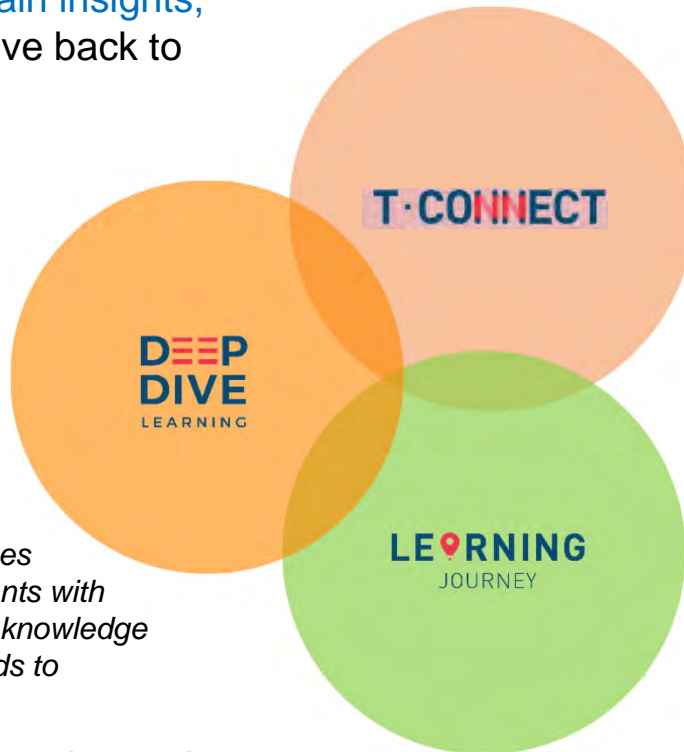 ain insights,
ve back to
T·CONNECT
DEEP
DIVE
LEARNING
es
nts with
knowledge
ds to
LEARNING
JOURNEY